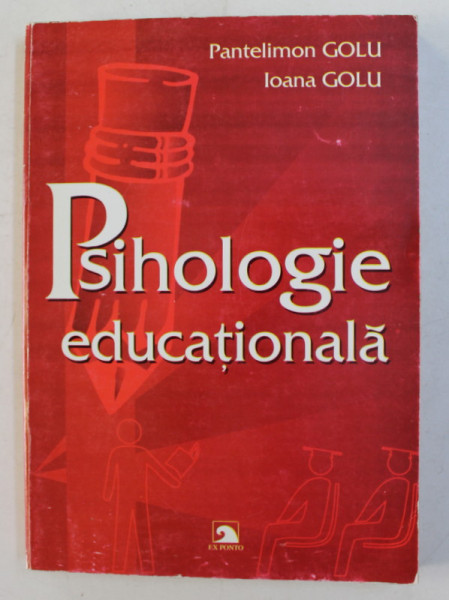 Pantelimon GOLU
Ioana GOLU
Psihologie
educațională
EX PONTO